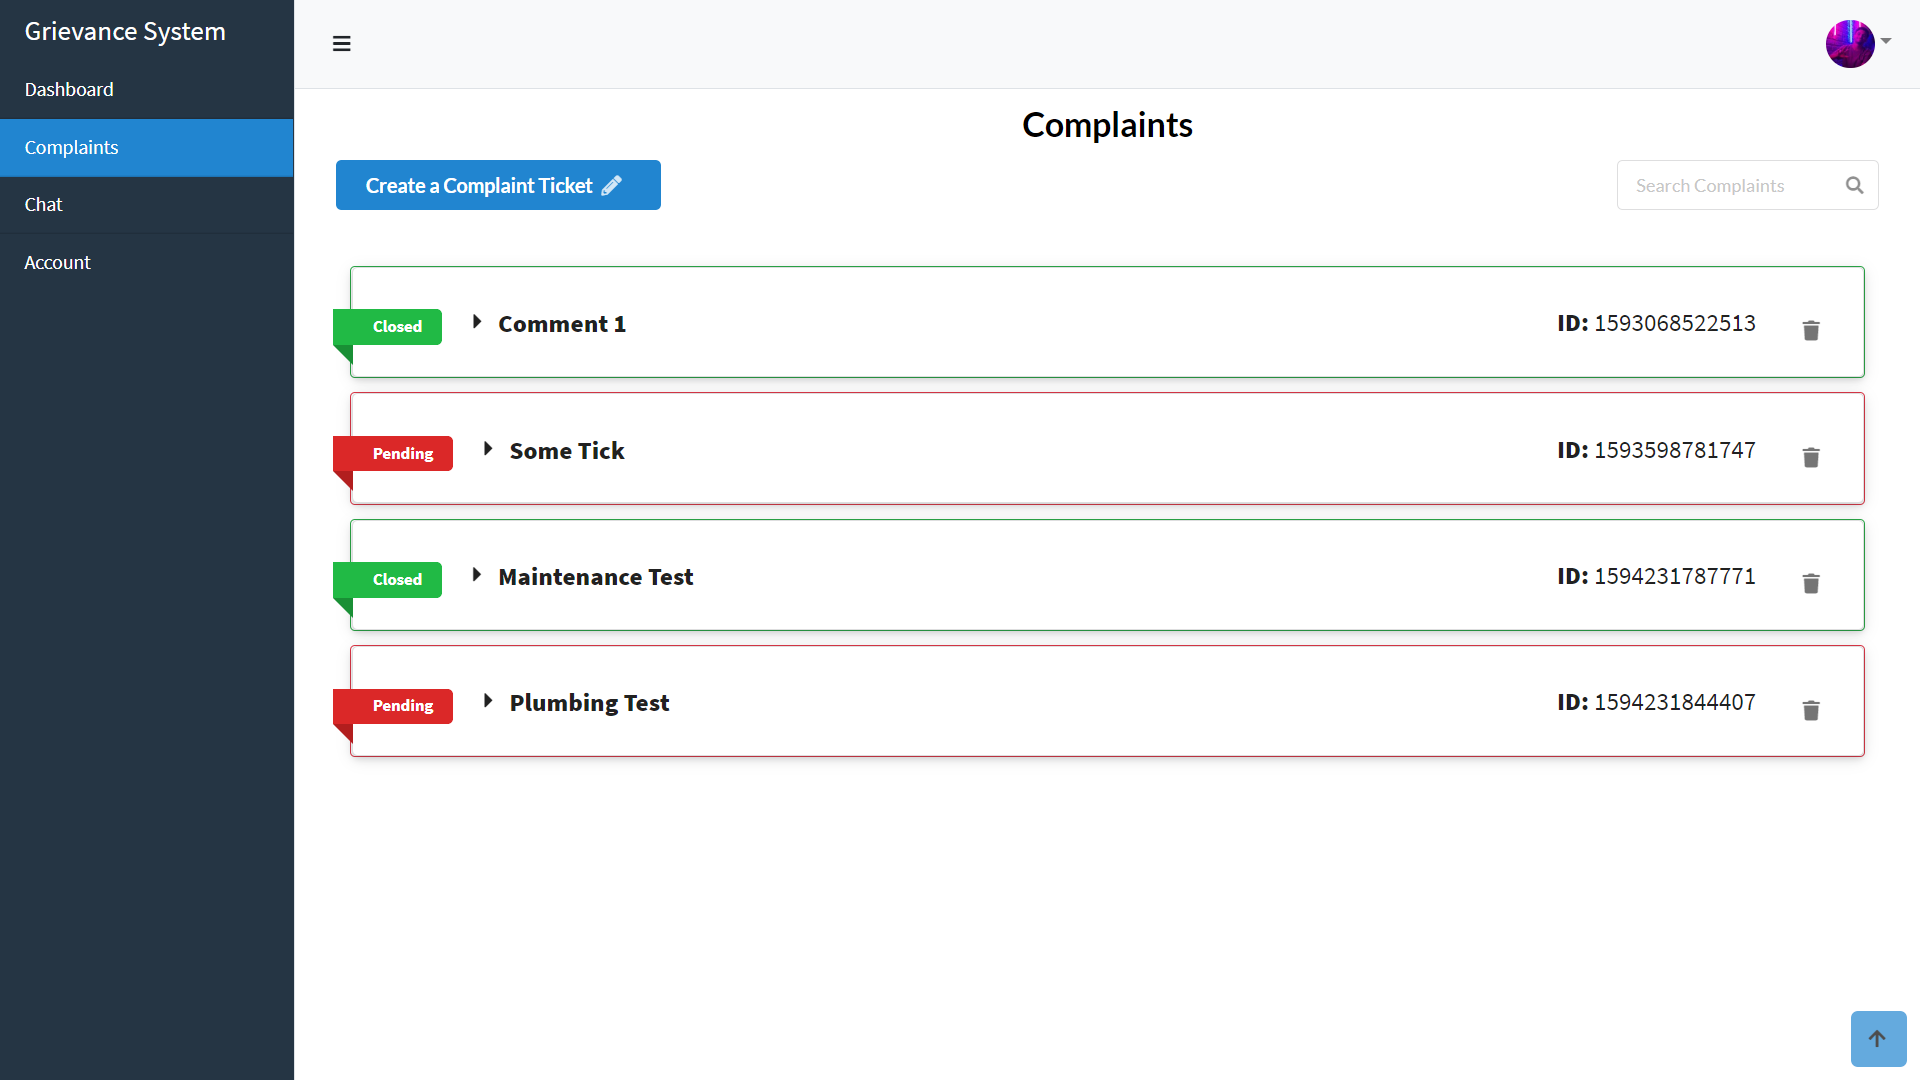 Grievance System
Dashboard
Complaints
Chat
Account
Complaints
Create a Complaint Ticket
Search Complaints
Closed
Comment 1
ID: 1593068522513
Pending
Some Tick
ID: 1593598781747
Closed
Maintenance Test
ID: 1594231787771
Pending
Plumbing Test
ID: 1594231844407